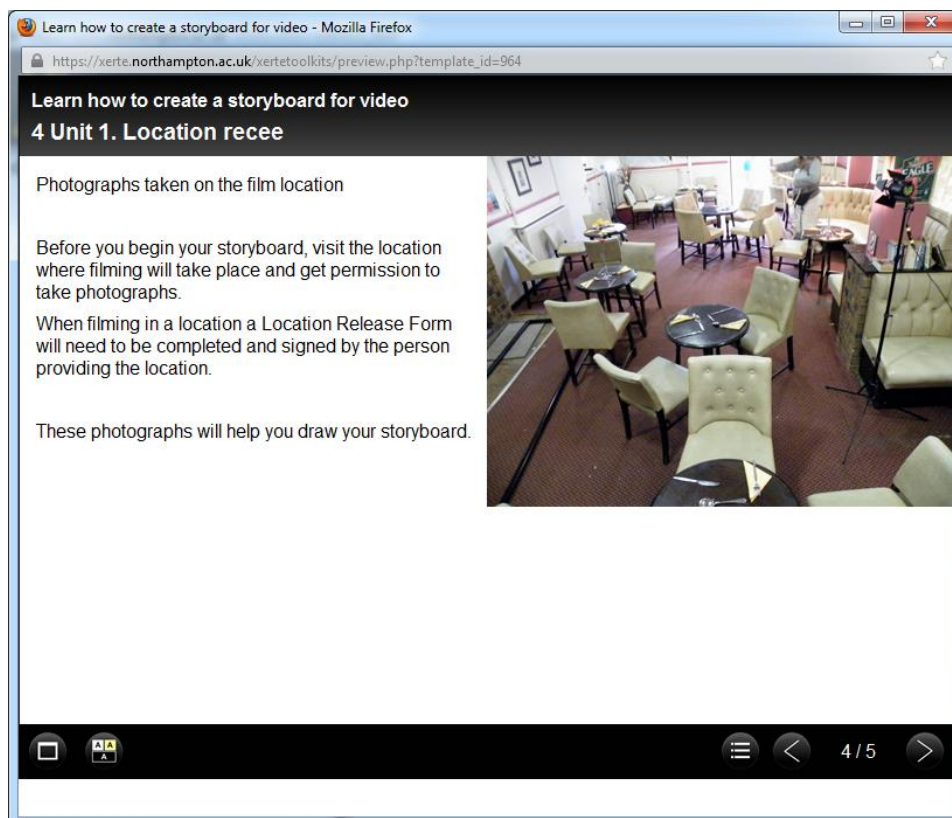 Learn how to create a storyboard for video - Mozilla Firefox
https://xerte.northampton.ac.uk/xertetoolkits/preview.php?template_id=964
Learn how to create a storyboard for video
4 Unit 1. Location recee
Photographs taken on the film location
Before you begin your storyboard, visit the location
where filming will take place and get permission to
take photographs.
When filming in a location a Location Release Form
will need to be completed and signed by the person
providing the location.
These photographs will help you draw your storyboard.
EAGLE
A A
A
4 / 5